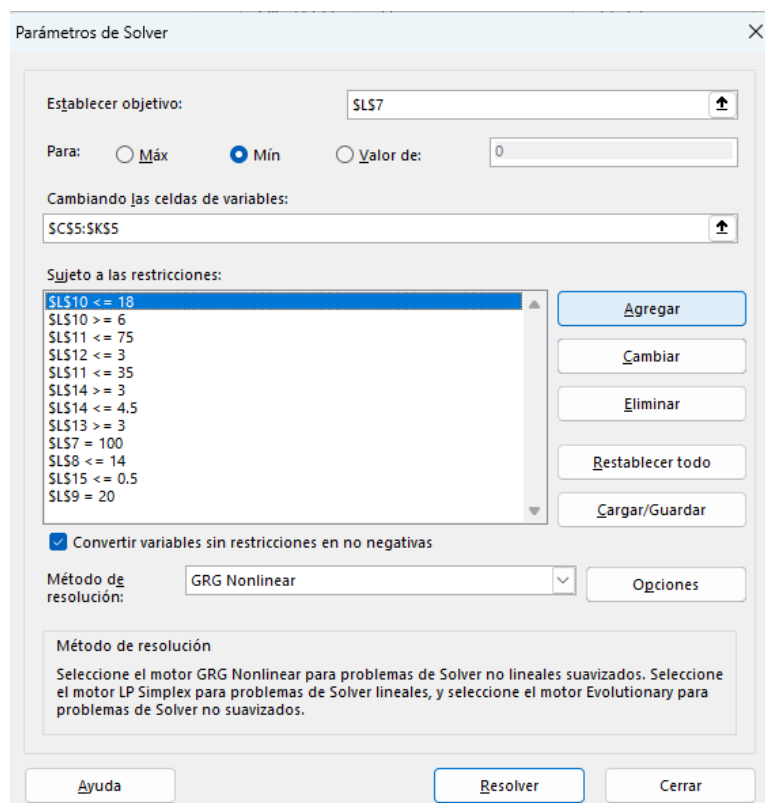 Parámetros de Solver
Establecer objetivo: $L$7
Para: Máx Mín Valor de: 0
Cambiando las celdas de variables:
$C$5:$K$5
Sujeto a las restricciones:
$L$10 <= 18
$L$10 >= 6
$L$11 <= 75
$L$12 <= 3
$L$11 <= 35
$L$14 >= 3
$L$14 <= 4.5
$L$13 >= 3
$L$7 = 100
$L$8 <= 14
$L$15 <= 0.5
$L$9 = 20
Agregar
Cambiar
Eliminar
Restablecer todo
Cargar/Guardar
Convertir variables sin restricciones en no negativas
Método de resolución: GRG Nonlinear Opciones
Método de resolución
Seleccione el motor GRG Nonlinear para problemas de Solver no lineales suavizados. Seleccione
el motor LP Simplex para problemas de Solver lineales, y seleccione el motor Evolutionary para
problemas de Solver no suavizados.
Ayuda Resolver Cerrar